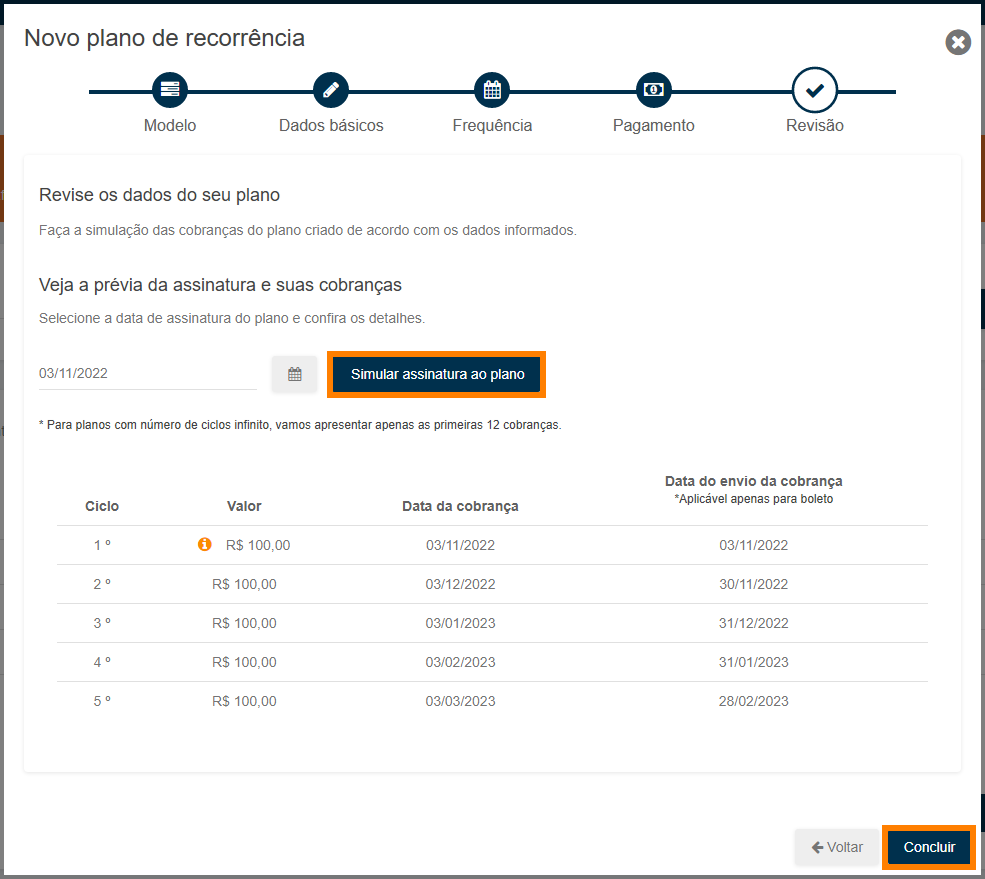 Novo plano de recorrência
Modelo
Dados básicos
Frequência
Pagamento
Revisão
Revise os dados do seu plano
Faça a simulação das cobranças do plano criado de acordo com os dados informados.
Veja a prévia da assinatura e suas cobranças
Selecione a data de assinatura do plano e confira os detalhes.
03/11/2022
Simular assinatura ao plano
* Para planos com número de ciclos infinito, vamos apresentar apenas as primeiras 12 cobranças.
Ciclo Valor Data da cobrança Data do envio da cobrança
*Aplicável apenas para boleto
1 º R$ 100,00 03/11/2022 03/11/2022
2 º R$ 100,00 03/12/2022 30/11/2022
3 º R$ 100,00 03/01/2023 31/12/2022
4 º R$ 100,00 03/02/2023 31/01/2023
5 º R$ 100,00 03/03/2023 28/02/2023
Voltar
Concluir